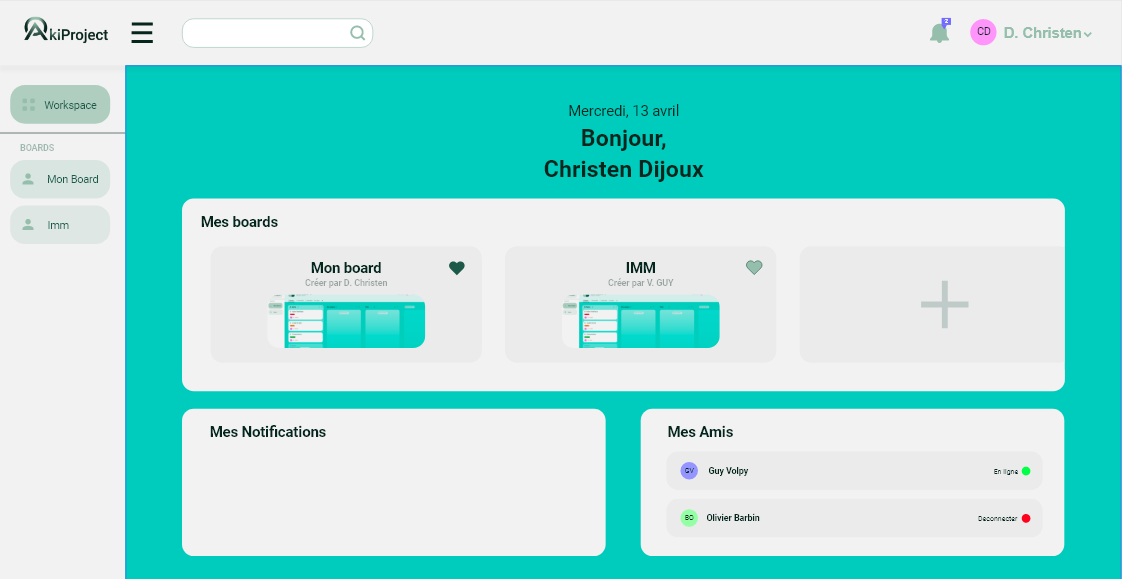 AkiProject
2
CD
D. Christen
Workspace
BOARDS
Mon Board
Imm
Mercredi, 13 avril
Bonjour,
Christen Dijoux
Mes boards
Mon board
Créer par D. Christen
IMM
Créer par V. GUY
Mes Notifications
Mes Amis
GV
Guy Volpy
En ligne
BO
Olivier Barbin
Deconnecter